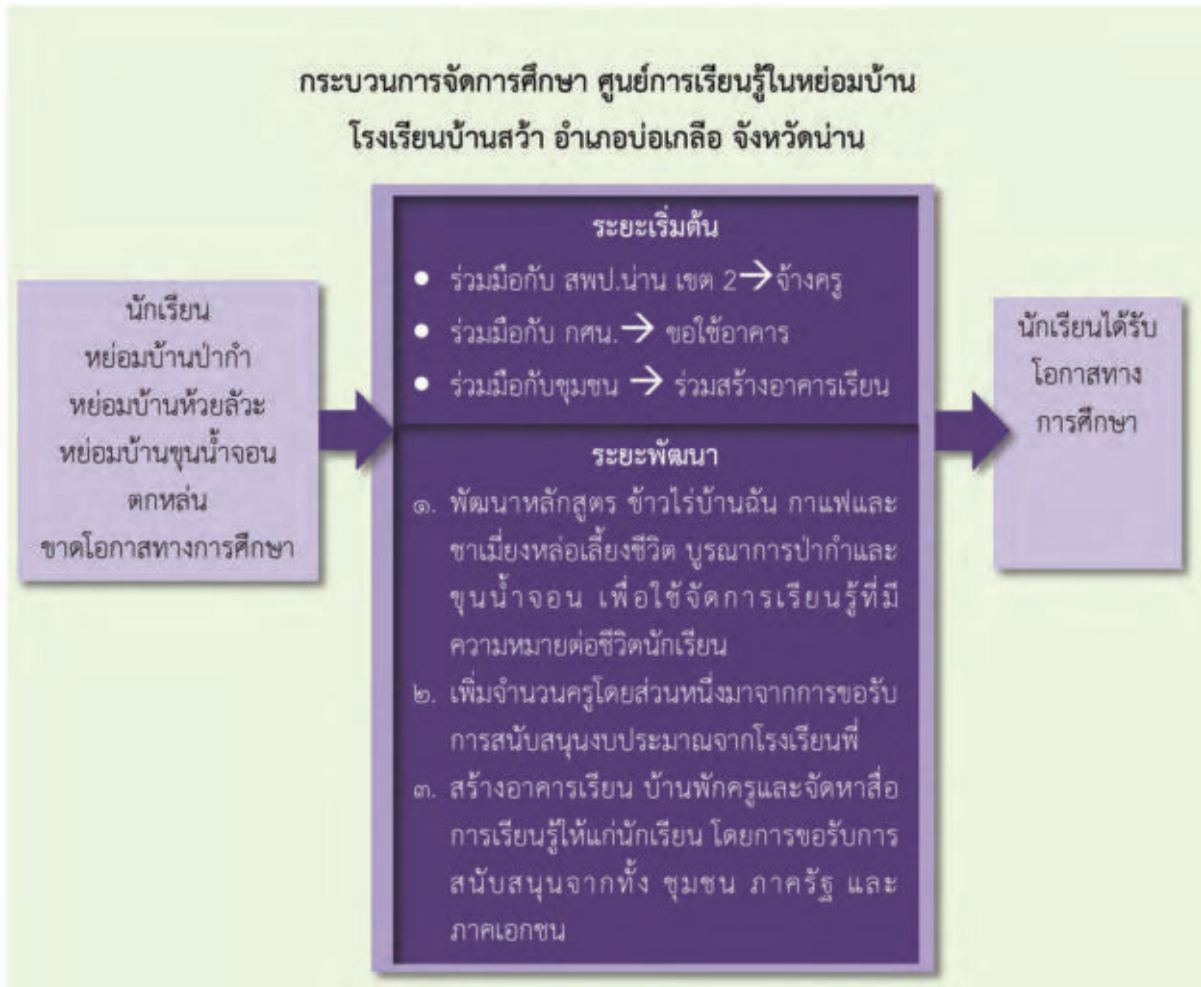 กระบวนการจัดการศึกษา ศูนย์การเรียนรู้ในหย่อมบ้าน
โรงเรียนบ้านสว้า อำเภอบ่อเกลือ จังหวัดน่าน
นักเรียน
หย่อมบ้านป่ากำ
หย่อมบ้านห้วยลัวะ
หย่อมบ้านขุนน้ำจอน
ตกหล่น
ขาดโอกาสทางการศึกษา
ระยะเริ่มต้น
● ร่วมมือกับ สพป.น่าน เขต 2→จ้างครู
● ร่วมมือกับ กศน.→ ขอใช้อาคาร
● ร่วมมือกับชุมชน → ร่วมสร้างอาคารเรียน
ระยะพัฒนา
๑. พัฒนาหลักสูตร ข้าวไร่บ้านฉัน กาแฟและ
ชาเมี่ยงหล่อเลี้ยงชีวิต บูรณาการป่ากำและ
ขุนน้ำจอน เพื่อใช้จัดการเรียนรู้ที่มี
ความหมายต่อชีวิตนักเรียน
๒. เพิ่มจำนวนครูโดยส่วนหนึ่งมาจากการขอรับ
การสนับสนุนงบประมาณจากโรงเรียนพี่
๓. สร้างอาคารเรียน บ้านพักครูและจัดหาสื่อ
การเรียนรู้ให้แก่นักเรียน โดยการขอรับการ
สนับสนุนจากทั้ง ชุมชน ภาครัฐ และ
ภาคเอกชน
นักเรียนได้รับ
โอกาสทาง
การศึกษา